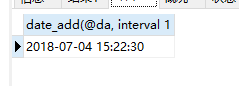 date_add(@da, interval 1
2018-07-04 15:22:30